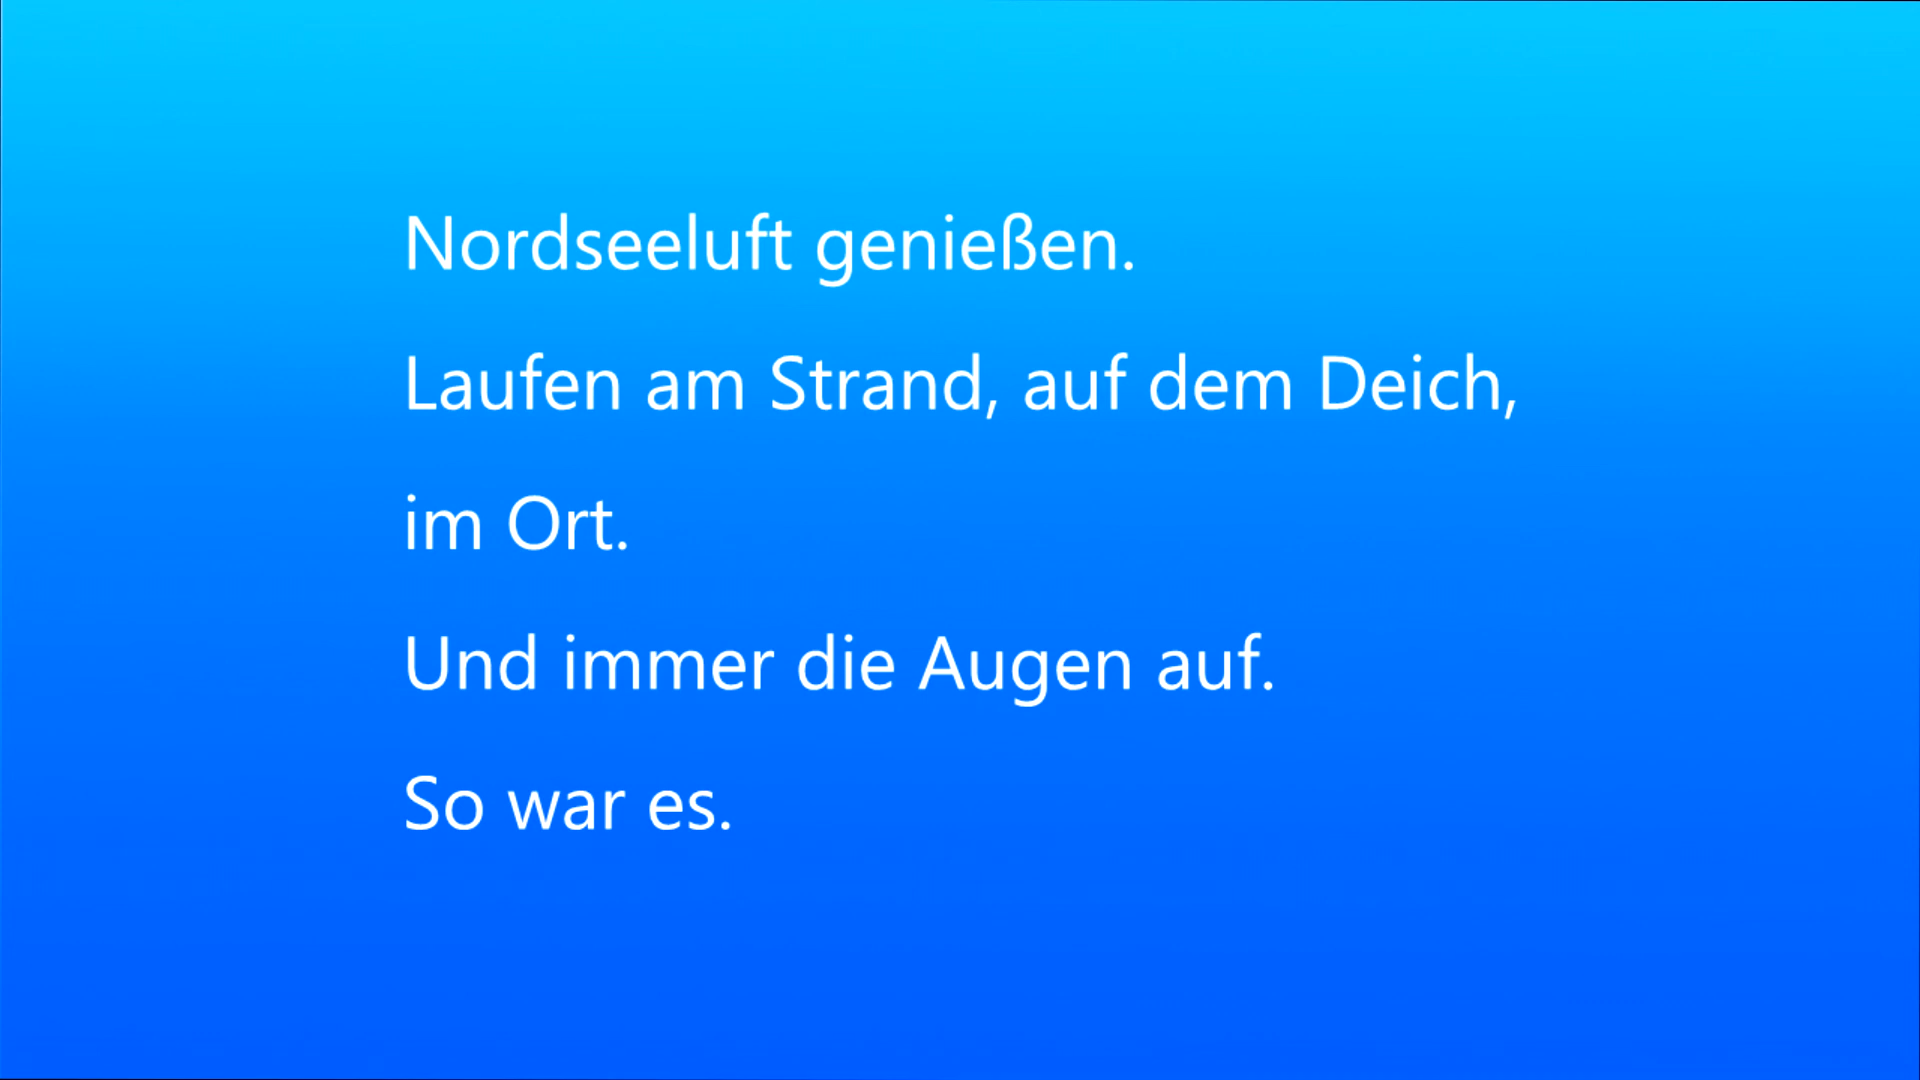 Nordseeluft genießen.
Laufen am Strand, auf dem Deich,
im Ort.
Und immer die Augen auf.
So war es.